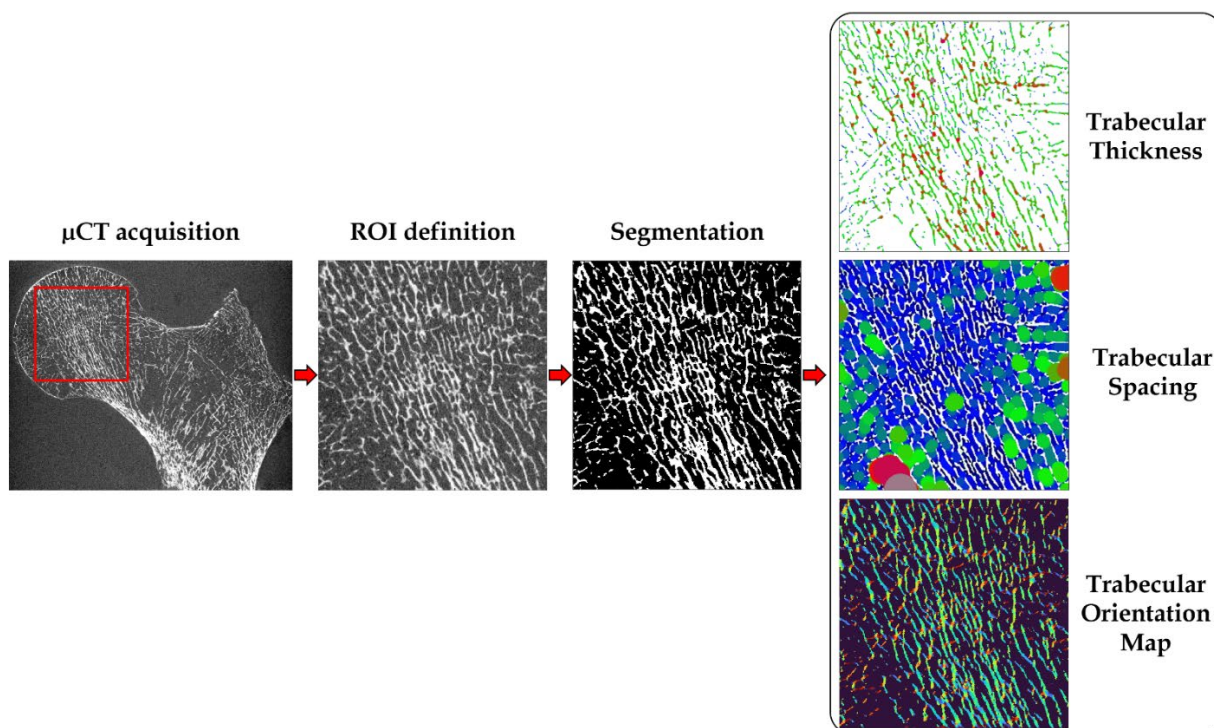 μCT acquisition
ROI definition
Segmentation
Trabecular
Thickness
Trabecular
Spacing
Trabecular
Orientation
Map